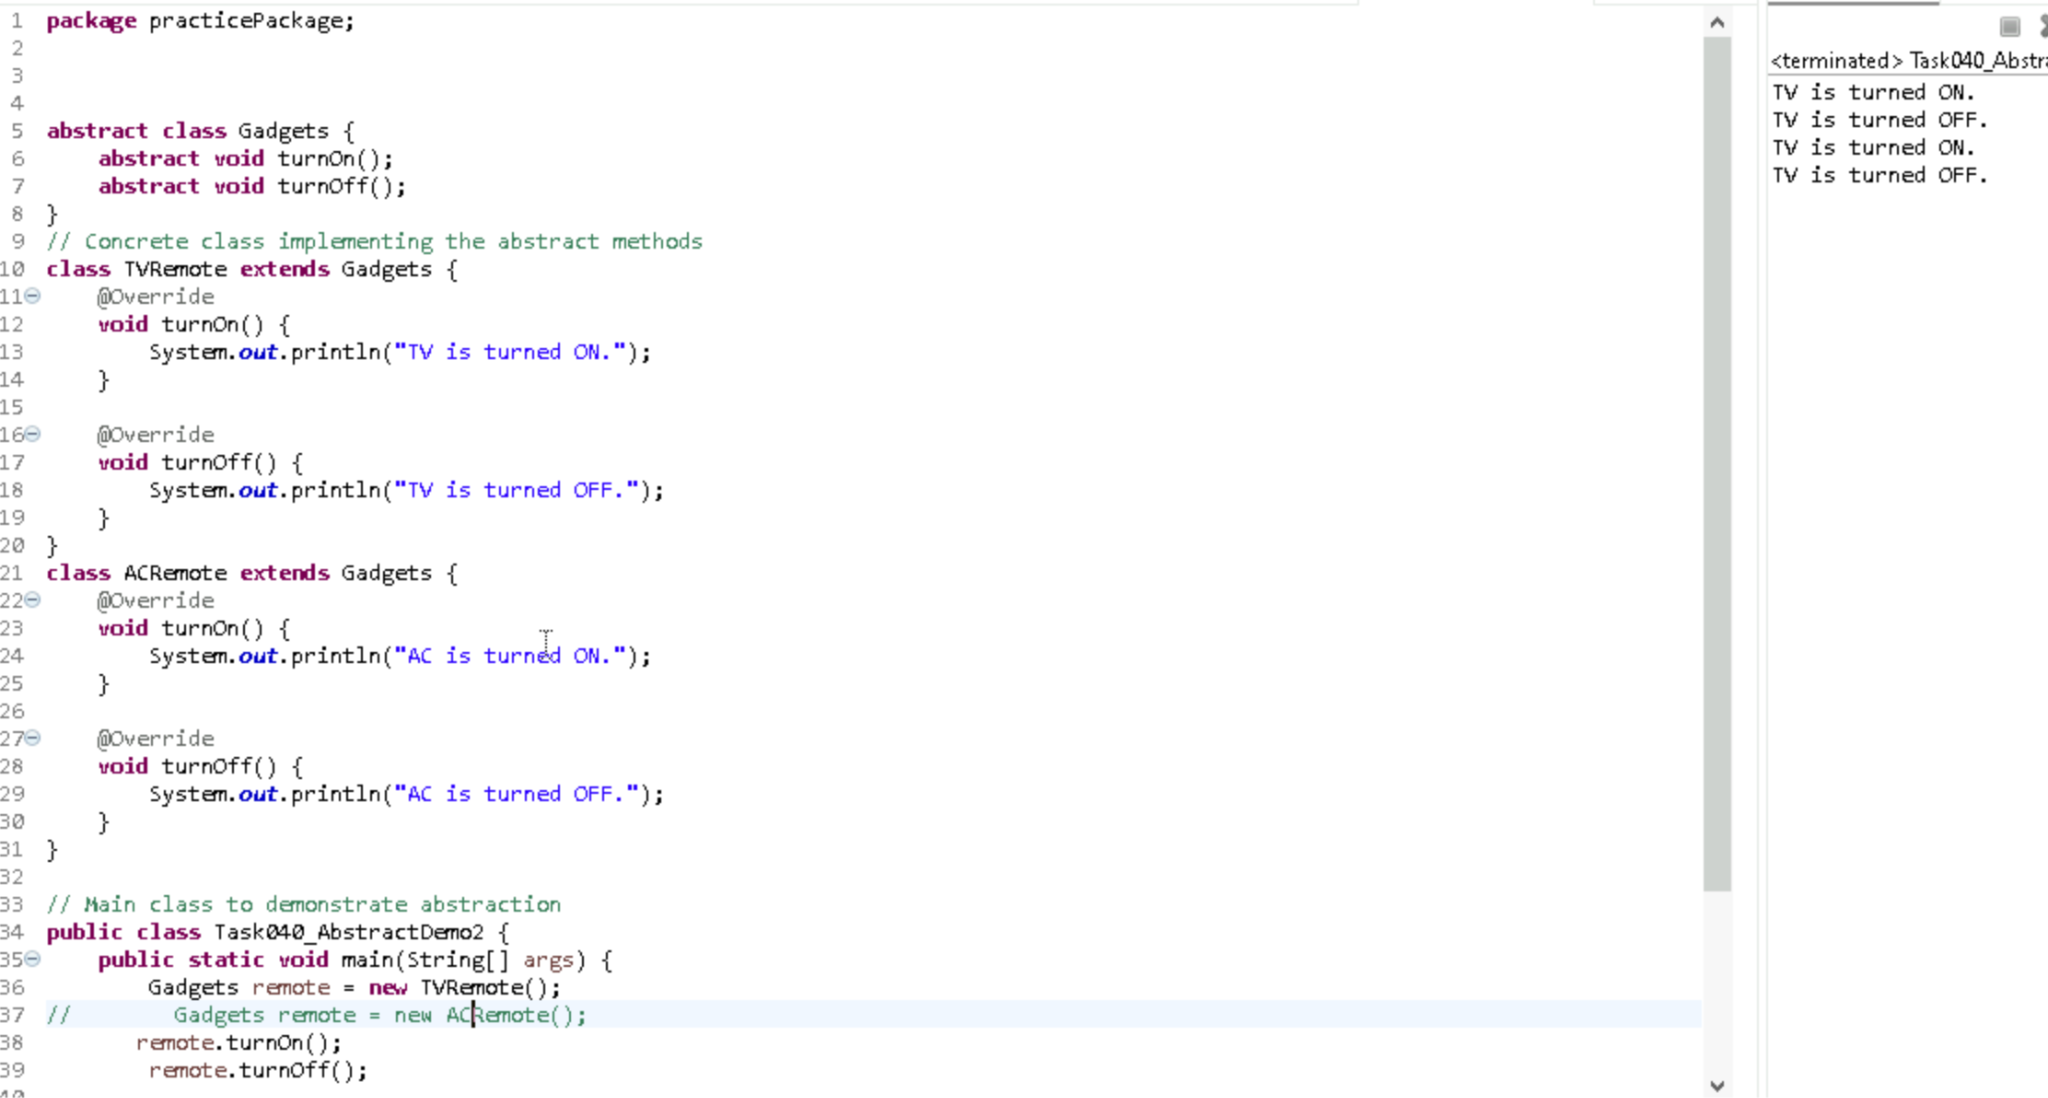 1 package practicePackage;
2
3
4
5 abstract class Gadgets {
6     abstract void turnOn();
7     abstract void turnOff();
8 }
9 // Concrete class implementing the abstract methods
10 class TVRemote extends Gadgets {
11     @Override
12     void turnOn() {
13         System.out.println("TV is turned ON.");
14     }
15
16     @Override
17     void turnOff() {
18         System.out.println("TV is turned OFF.");
19     }
20 }
21 class ACRemote extends Gadgets {
22     @Override
23     void turnOn() {
24         System.out.println("AC is turned ON.");
25     }
26
27     @Override
28     void turnOff() {
29         System.out.println("AC is turned OFF.");
30     }
31 }
32
33 // Main class to demonstrate abstraction
34 public class Task040_AbstractDemo2 {
35     public static void main(String[] args) {
36         Gadgets remote = new TVRemote();
37 //        Gadgets remote = new ACRemote();
38        remote.turnOn();
39         remote.turnOff();
<terminated> Task040_Abstra
TV is turned ON.
TV is turned OFF.
TV is turned ON.
TV is turned OFF.